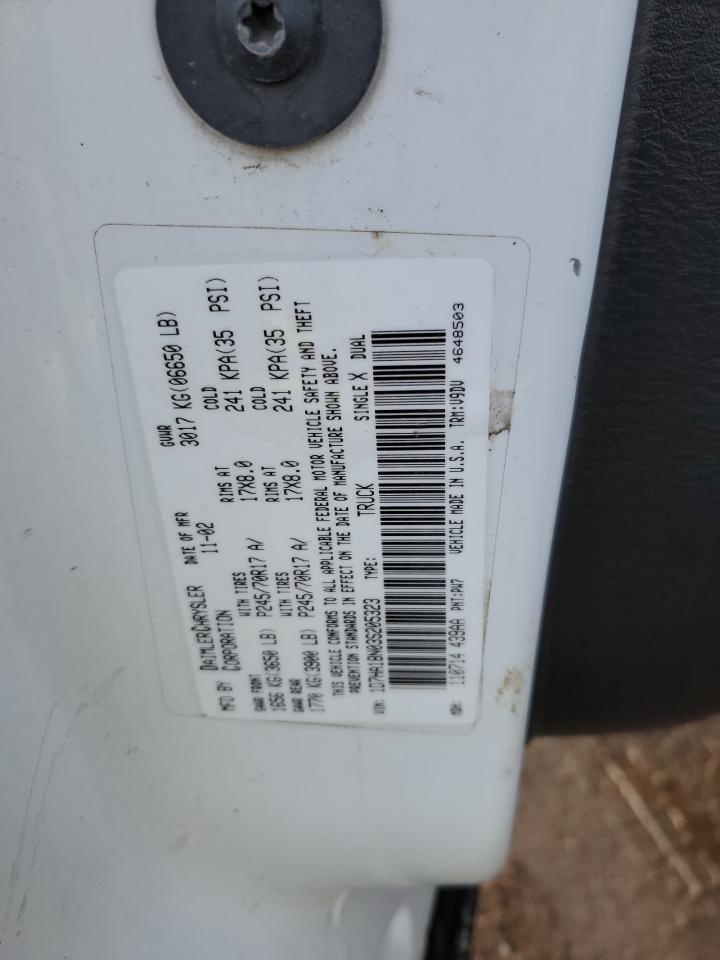 MFD BY DAIMLERCHRYSLER CORPORATION DATE OF MFR 11-02 GVWR 3017 KG(06650 LB)
GAWR FRONT WITH TIRES RIMS AT COLD
1656 KG(3650 LB) P245/70R17 A/ 17X8.0 241 KPA(35 PSI)
GAWR REAR WITH TIRES RIMS AT COLD
1770 KG(3900 LB) P245/70R17 A/ 17X8.0 241 KPA(35 PSI)
THIS VEHICLE CONFORMS TO ALL APPLICABLE FEDERAL MOTOR VEHICLE SAFETY AND THEFT
PREVENTION STANDARDS IN EFFECT ON THE DATE OF MANUFACTURE SHOWN ABOVE.
VIN: 1D7HA18N03S205323 TYPE: TRUCK SINGLE X DUAL
MDH: 110714 439AA PNT:PW7 VEHICLE MADE IN U.S.A. TRM:V9DV 4648503